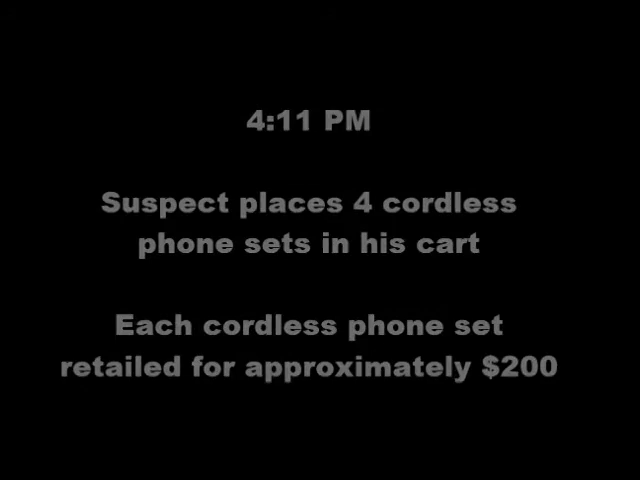 4:11 PM
Suspect places 4 cordless
phone sets in his cart
Each cordless phone set
retailed for approximately $200